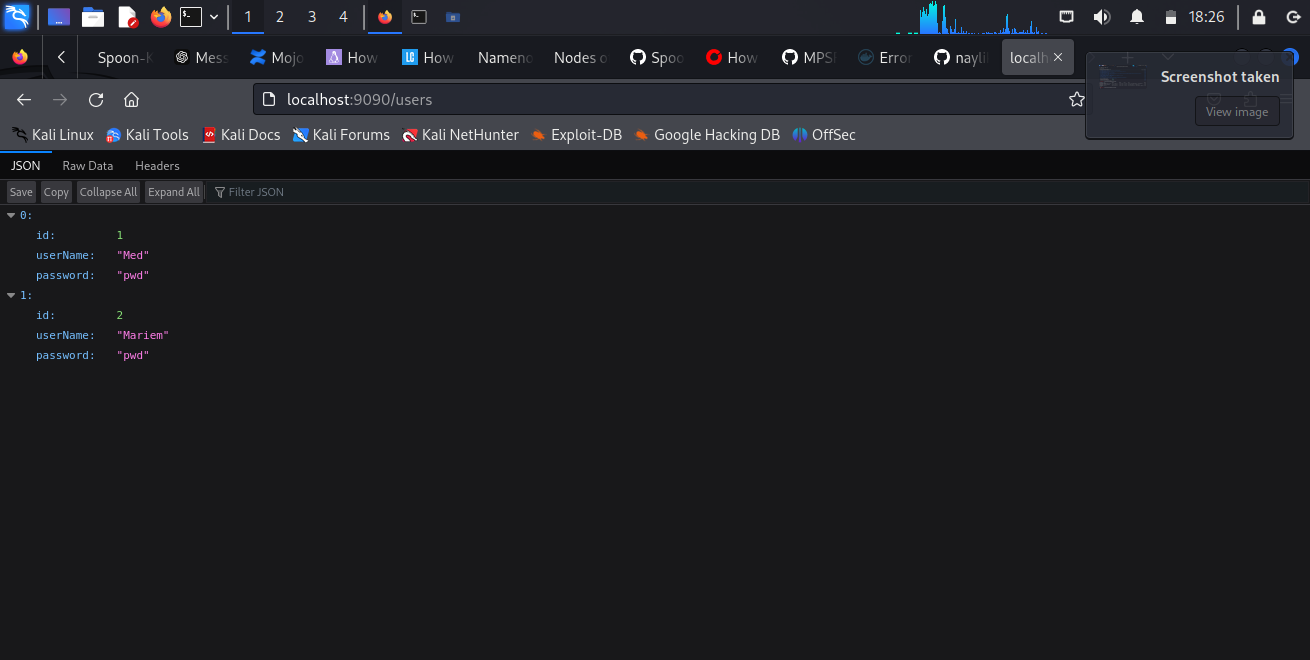 1 2 3 4 18:26
Spoon-K Mess Mojo How How Nameno Nodes o Spoo How MPS Error nayli localh
Screenshot taken
View image
localhost:9090/users
Kali Linux Kali Tools Kali Docs Kali Forums Kali NetHunter Exploit-DB Google Hacking DB OffSec
JSON Raw Data Headers
Save Copy Collapse All Expand All Filter JSON
0:
id: 1
userName: "Med"
password: "pwd"
1:
id: 2
userName: "Mariem"
password: "pwd"